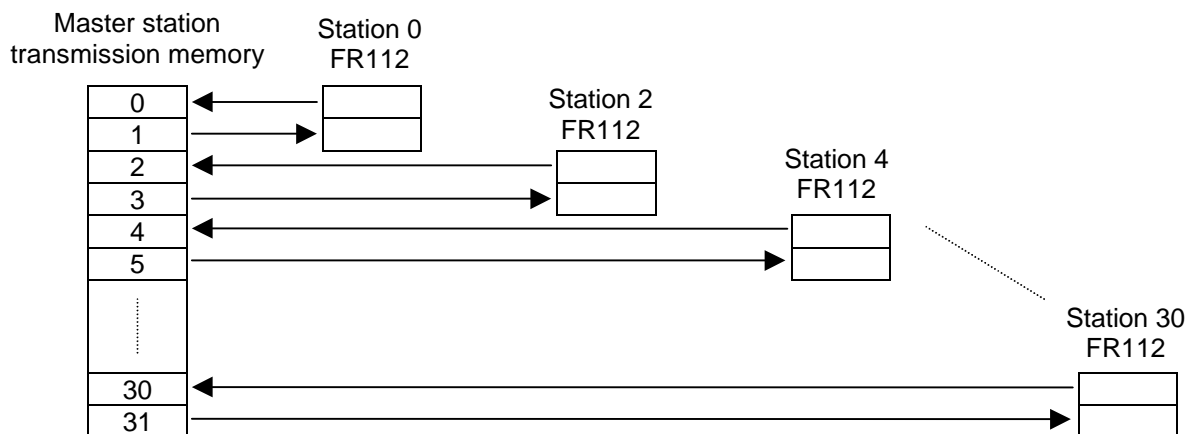 Master station
transmission memory
Station 0
FR112
Station 2
FR112
Station 4
FR112
Station 30
FR112
0
1
2
3
4
5
30
31